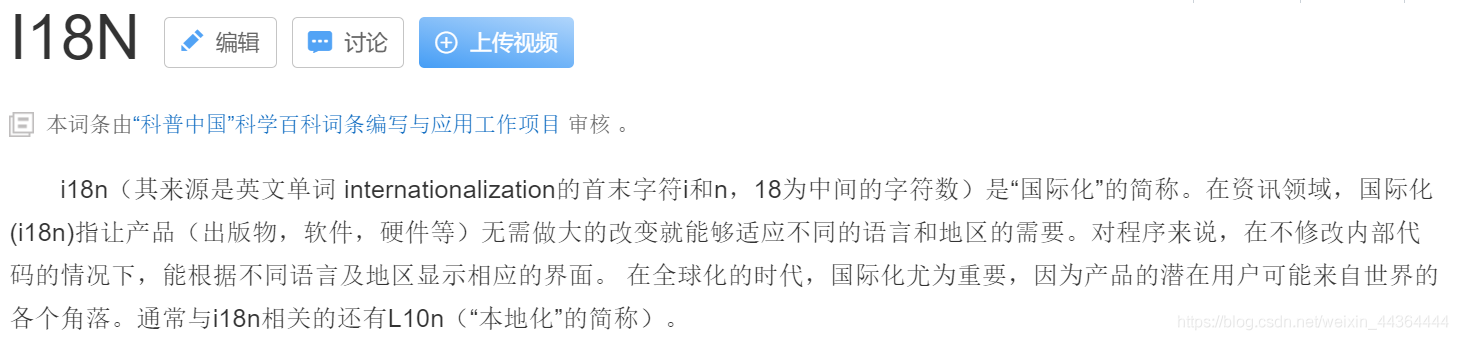 I18N 编辑 讨论 上传视频
本词条由“科普中国”科学百科词条编写与应用工作项目 审核 。
i18n（其来源是英文单词 internationalization的首末字符i和n，18为中间的字符数）是“国际化”的简称。在资讯领域，国际化
(i18n)指让产品（出版物，软件，硬件等）无需做大的改变就能够适应不同的语言和地区的需要。对程序来说，在不修改内部代
码的情况下，能根据不同语言及地区显示相应的界面。 在全球化的时代，国际化尤为重要，因为产品的潜在用户可能来自世界的
各个角落。通常与i18n相关的还有L10n（“本地化”的简称）。
https://blog.csdn.net/weixin_44364444